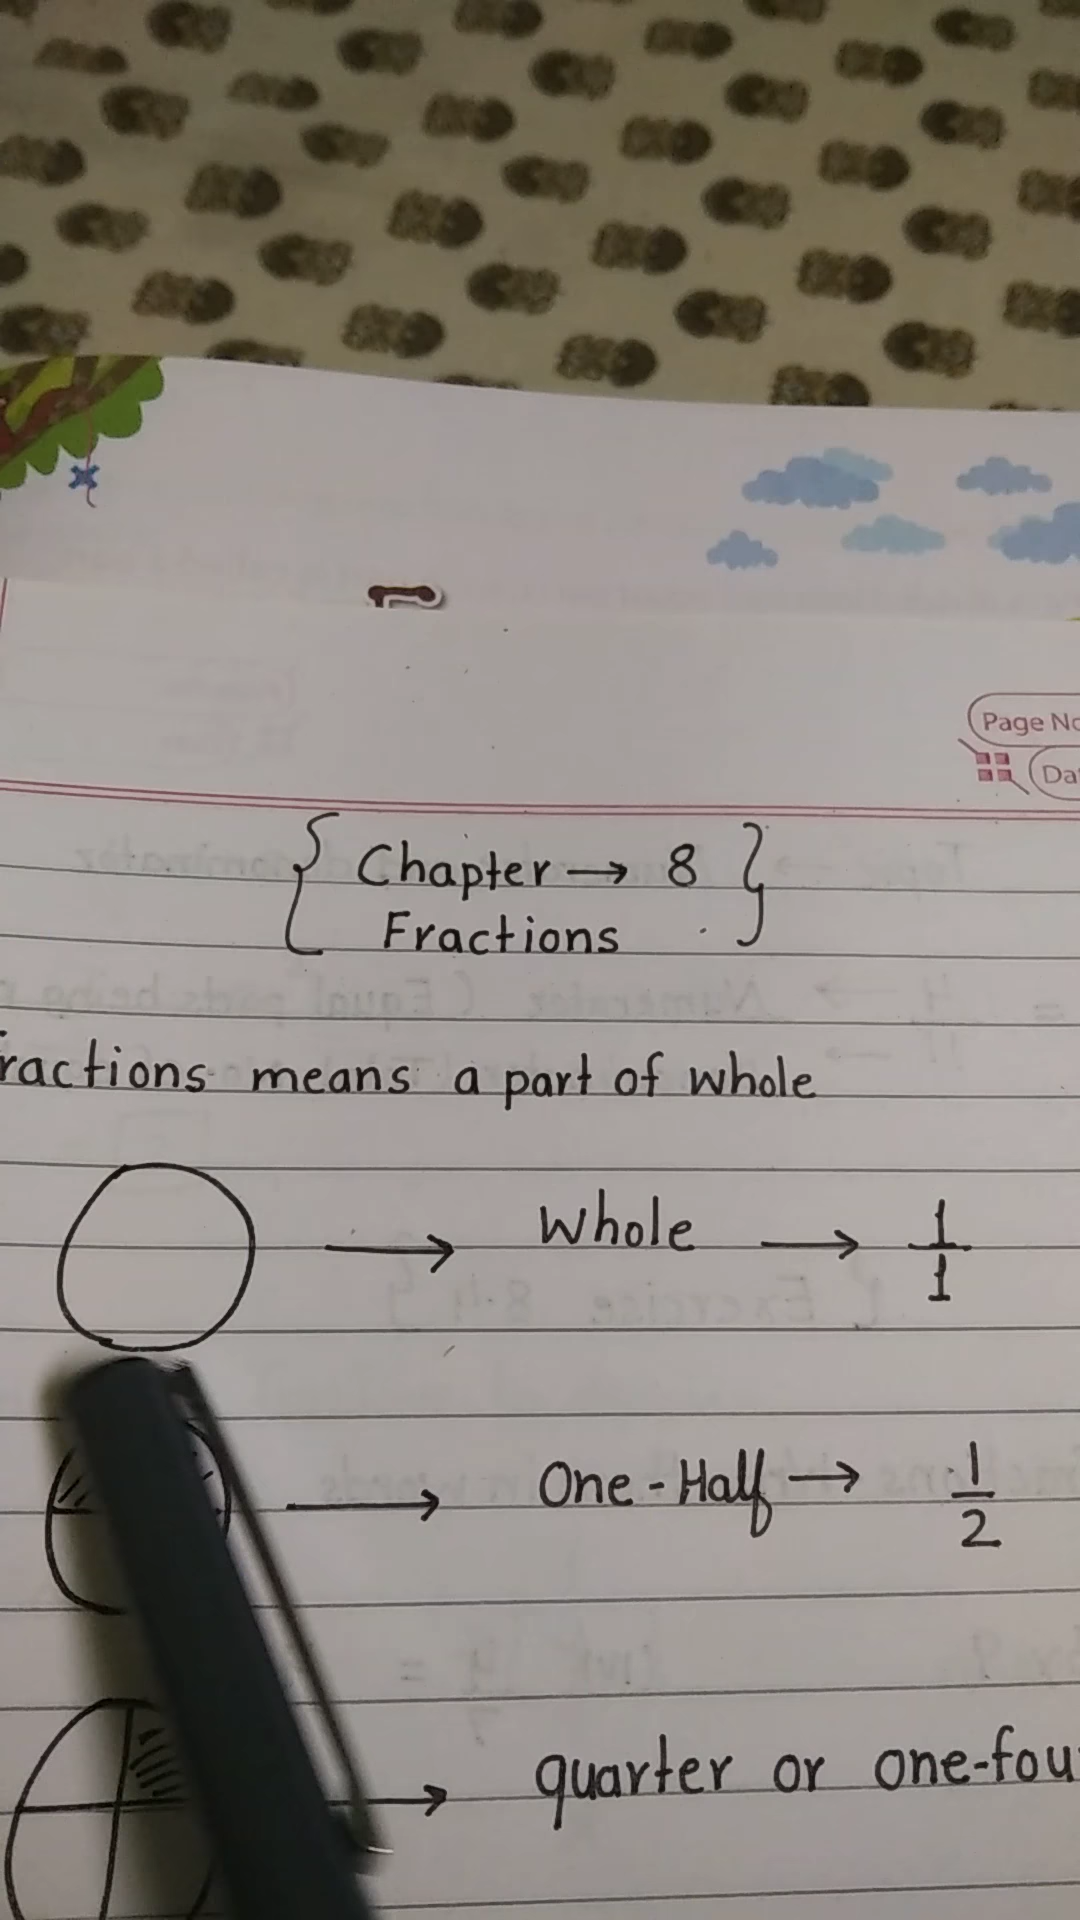 Page No
Da
{ Chapter → 8 }
Fractions
ractions means a part of whole
→ Whole → 1/1
→ One-Half → 1/2
→ quarter or one-fou